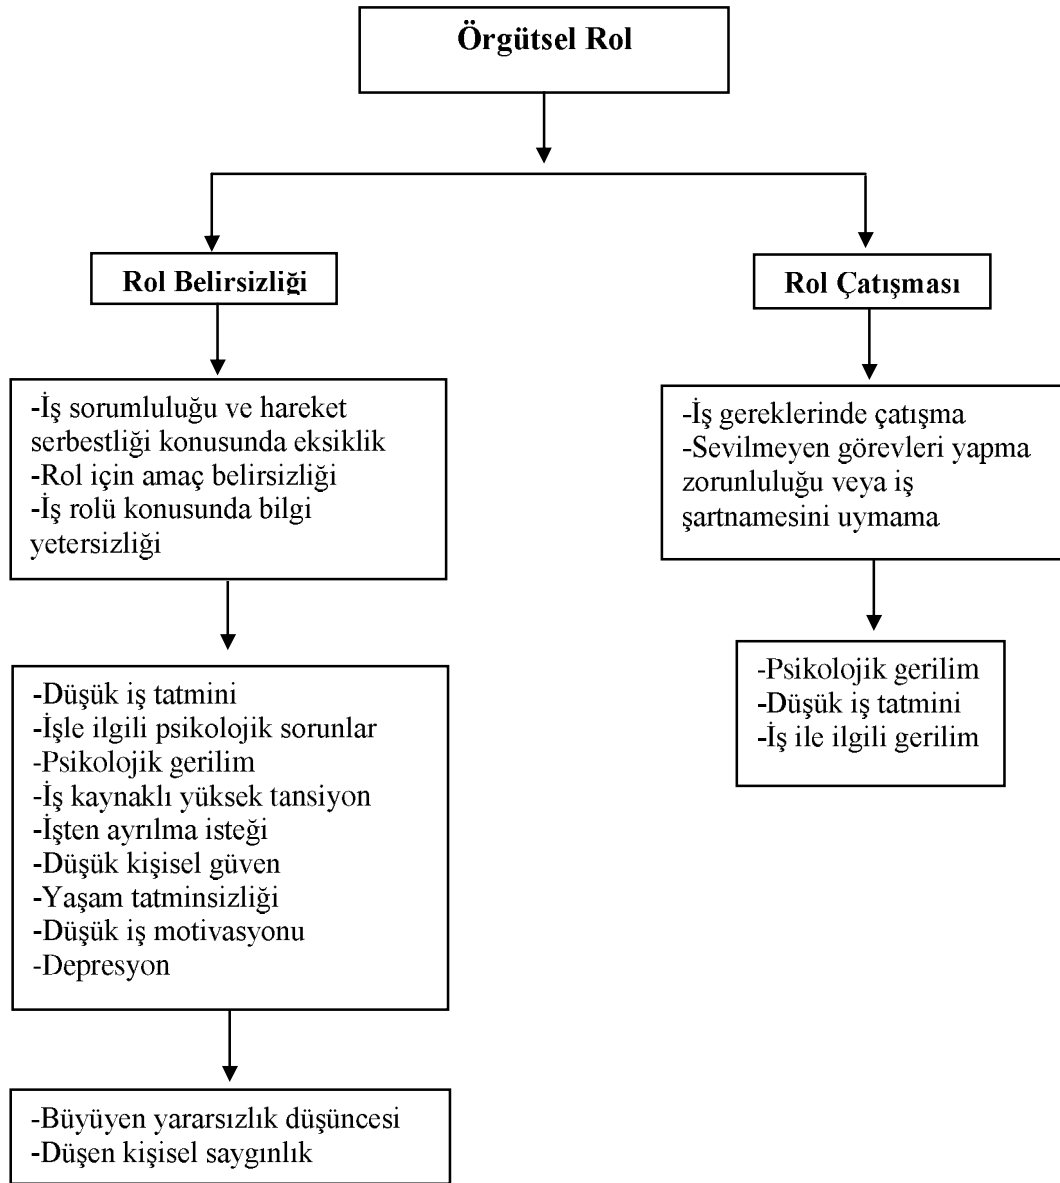 Örgütsel Rol
Rol Belirsizliği
-İş sorumluluğu ve hareket
serbestliği konusunda eksiklik
-Rol için amaç belirsizliği
-İş rolü konusunda bilgi
yetersizliği
-Düşük iş tatmini
-İşle ilgili psikolojik sorunlar
-Psikolojik gerilim
-İş kaynaklı yüksek tansiyon
-İşten ayrılma isteği
-Düşük kişisel güven
-Yaşam tatminsizliği
-Düşük iş motivasyonu
-Depresyon
-Büyüyen yararsızlık düşüncesi
-Düşen kişisel saygınlık
Rol Çatışması
-İş gereklerinde çatışma
-Sevilmeyen görevleri yapma
zorunluluğu veya iş
şartnamesini uymama
-Psikolojik gerilim
-Düşük iş tatmini
-İş ile ilgili gerilim